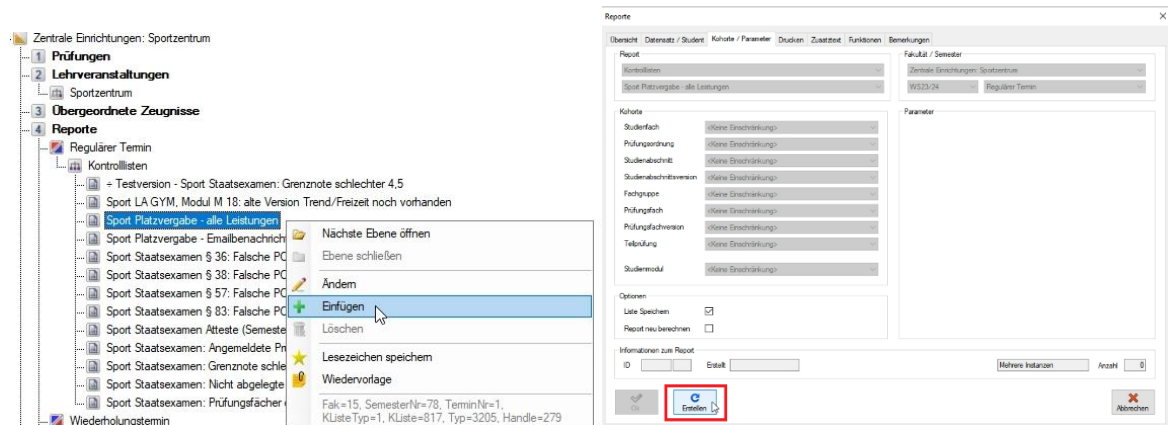 Zentrale Einrichtungen: Sportzentrum
1 Prüfungen
2 Lehrveranstaltungen
Sportzentrum
3 Übergeordnete Zeugnisse
4 Reporte
Regulärer Termin
Kontrolllisten
÷ Testversion - Sport Staatsexamen: Grenznote schlechter 4,5
Sport LA GYM, Modul M 18: alte Version Trend/Freizeit noch vorhanden
Sport Platzvergabe - alle Leistungen
Sport Platzvergabe - Emailbenachrich
Sport Staatsexamen § 36: Falsche PO
Sport Staatsexamen § 38: Falsche PO
Sport Staatsexamen § 57: Falsche PO
Sport Staatsexamen § 83: Falsche PO
Sport Staatsexamen Atteste (Semeste
Sport Staatsexamen: Angemeldete Pr
Sport Staatsexamen: Grenznote schle
Sport Staatsexamen: Nicht abgelegte
Sport Staatsexamen: Prüfungsfächer
Wiederholungstermin
Nächste Ebene öffnen
Ebene schließen
Ändern
Einfügen
Löschen
Lesezeichen speichern
Wiedervorlage
Fak=15, SemesterNr=78, TerminNr=1,
KListeTyp=1, KListe=817, Typ=3205, Handle=279
Reporte
Übersicht Datensatz / Student Kohorte / Parameter Drucken Zusatztext Funktionen Bemerkungen
Report
Kontrolllisten
Sport Platzvergabe - alle Leistungen
Fakultät / Semester
Zentrale Einrichtungen: Sportzentrum
WS23/24 Regulärer Termin
Kohorte
Studienfach <Keine Einschränkung>
Prüfungsordnung <Keine Einschränkung>
Studienabschnitt <Keine Einschränkung>
Studienabschnittsversion <Keine Einschränkung>
Fachgruppe <Keine Einschränkung>
Prüfungsfach <Keine Einschränkung>
Prüfungsfachversion <Keine Einschränkung>
Teilprüfung <Keine Einschränkung>
Studienmodul <Keine Einschränkung>
Parameter
Optionen
Liste Speichern
Report neu berechnen
Informationen zum Report
ID Erstellt Mehrere Instanzen Anzahl 0
Ok Erstellen Abbrechen